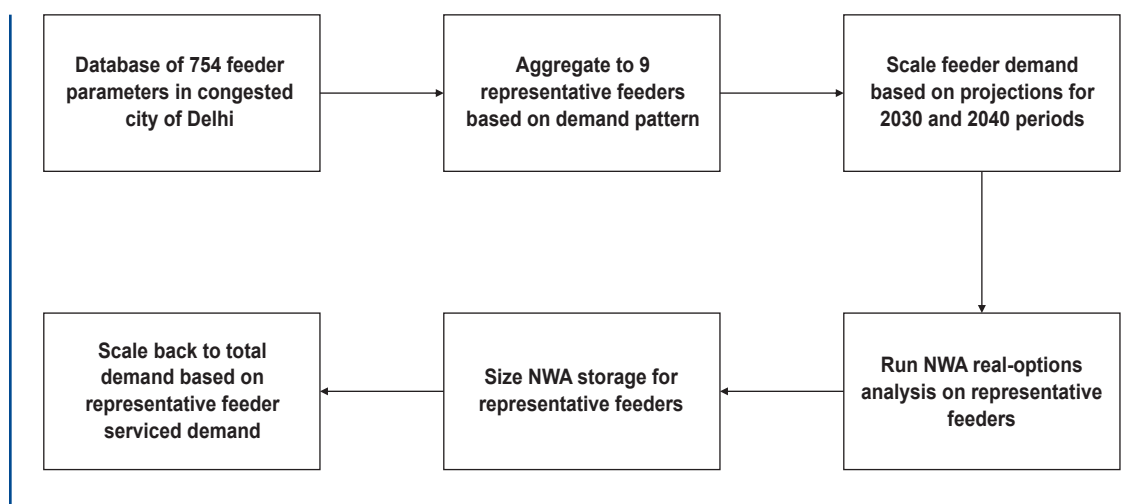 Database of 754 feeder
parameters in congested
city of Delhi
Aggregate to 9
representative feeders
based on demand pattern
Scale feeder demand
based on projections for
2030 and 2040 periods
Run NWA real-options
analysis on representative
feeders
Size NWA storage for
representative feeders
Scale back to total
demand based on
representative feeder
serviced demand